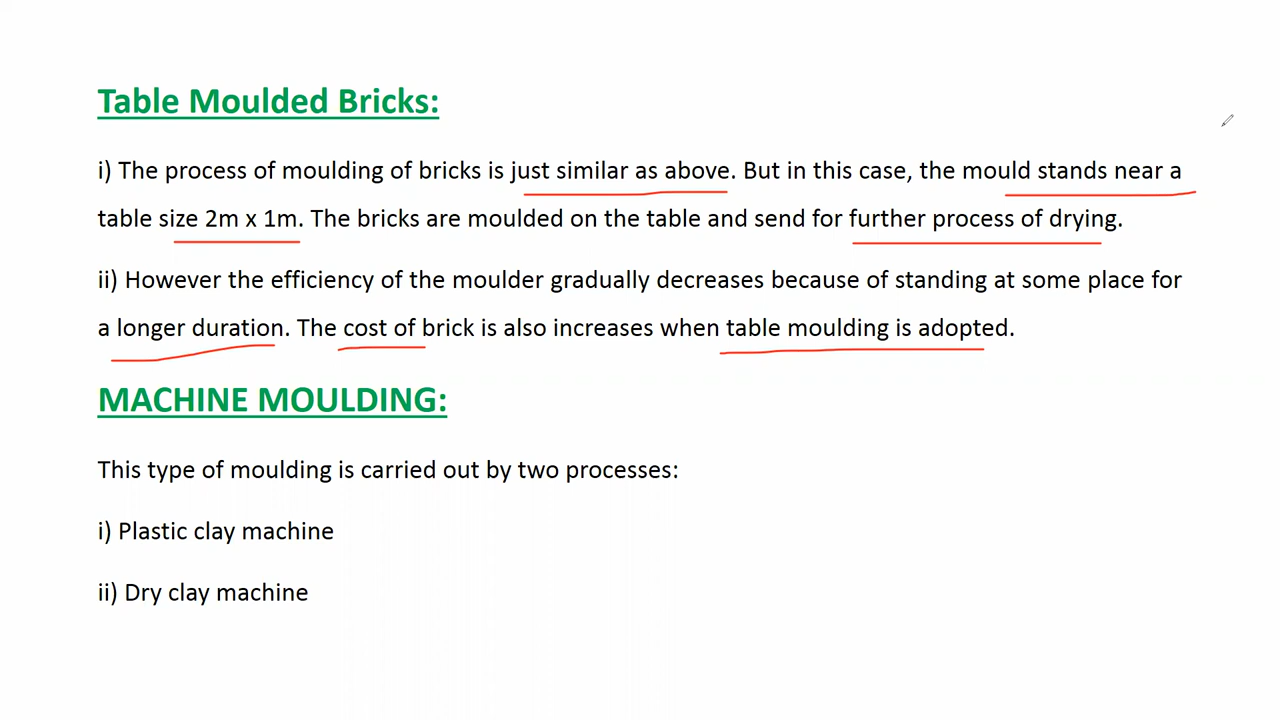 Table Moulded Bricks:
i) The process of moulding of bricks is just similar as above. But in this case, the mould stands near a
table size 2m x 1m. The bricks are moulded on the table and send for further process of drying.
ii) However the efficiency of the moulder gradually decreases because of standing at some place for
a longer duration. The cost of brick is also increases when table moulding is adopted.
MACHINE MOULDING:
This type of moulding is carried out by two processes:
i) Plastic clay machine
ii) Dry clay machine